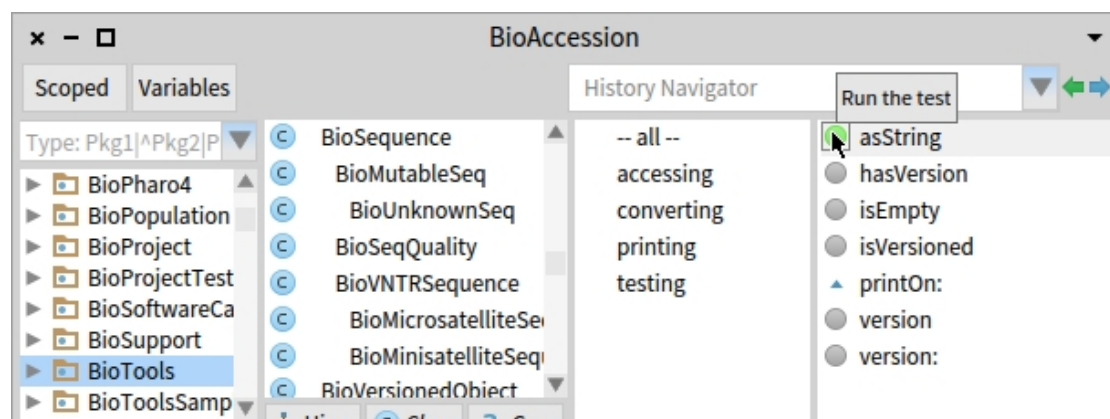 BioAccession
Scoped
Variables
History Navigator
Run the test
Type: Pkg1|^Pkg2|P
BioPharo4
BioPopulation
BioProject
BioProjectTest
BioSoftwareCa
BioSupport
BioTools
BioToolsSamp
BioSequence
BioMutableSeq
BioUnknownSeq
BioSeqQuality
BioVNTRSequence
BioMicrosatelliteSe
BioMinisatelliteSequ
BioVersionedObject
-- all --
accessing
converting
printing
testing
asString
hasVersion
isEmpty
isVersioned
printOn:
version
version: